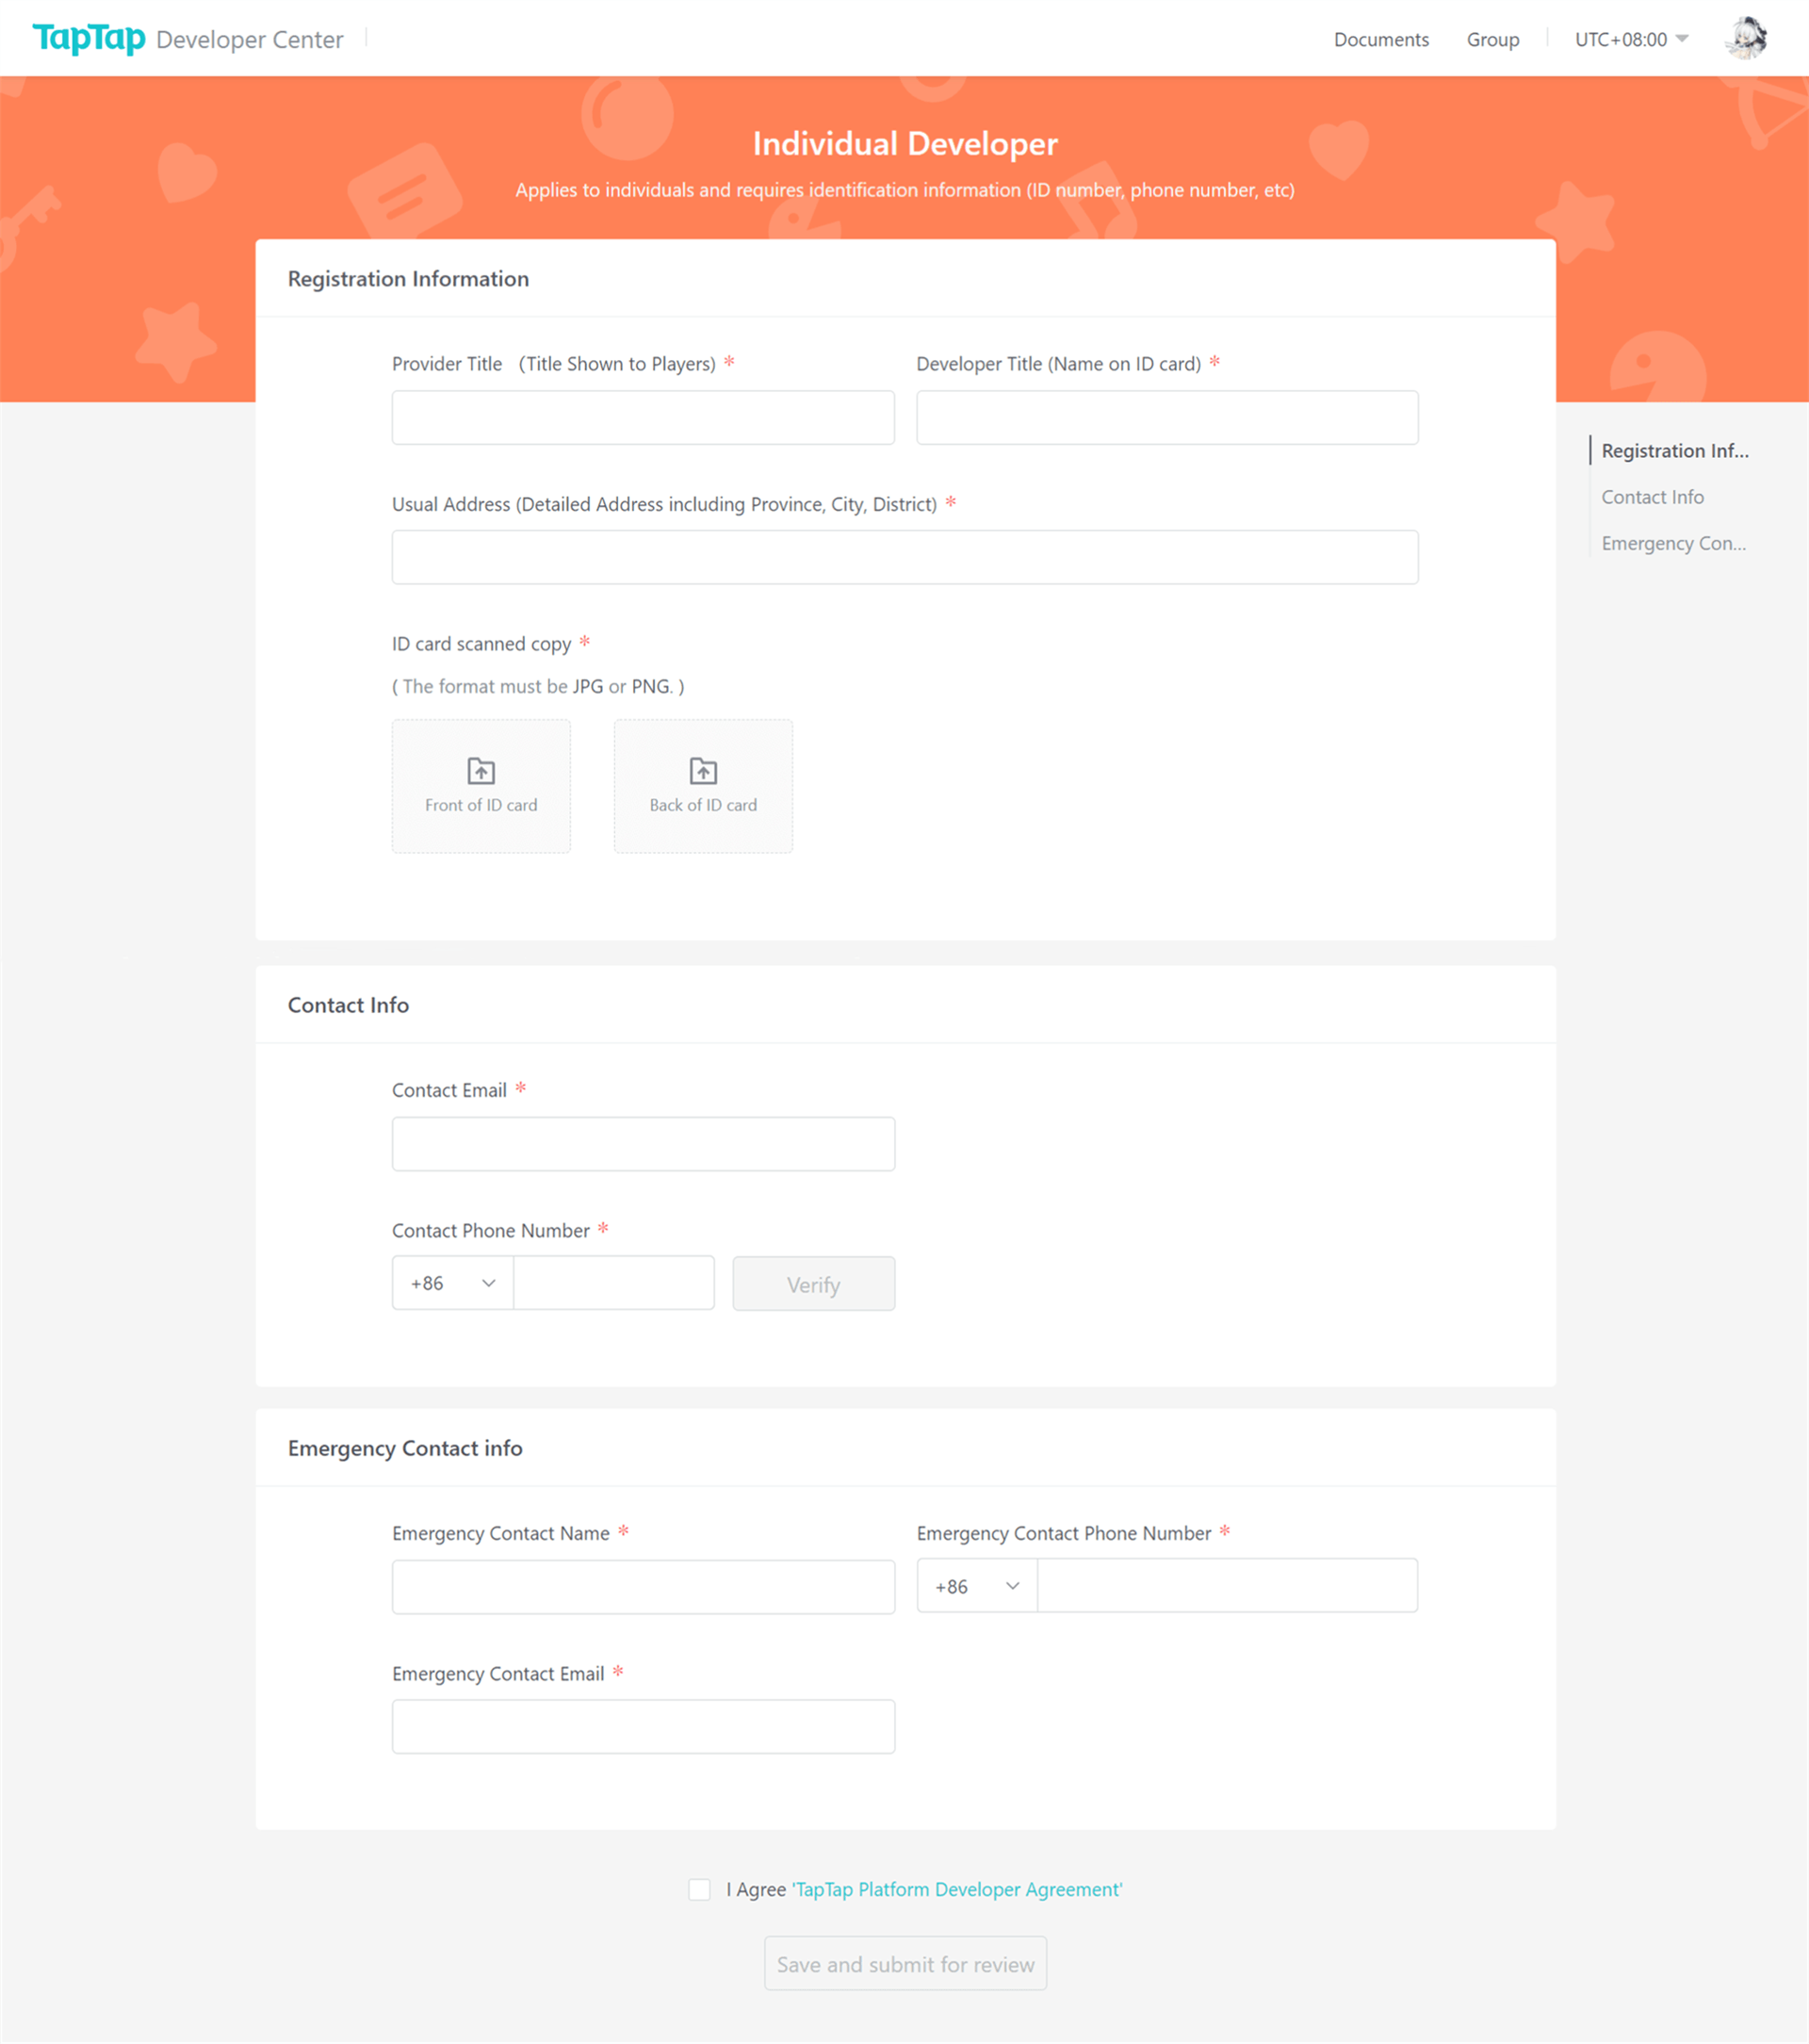 TapTap Developer Center
Documents
Group
UTC+08:00
Individual Developer
Applies to individuals and requires identification information (ID number, phone number, etc)
Registration Information
Provider Title (Title Shown to Players) *
Developer Title (Name on ID card) *
Usual Address (Detailed Address including Province, City, District) *
ID card scanned copy *
( The format must be JPG or PNG. )
Front of ID card
Back of ID card
Registration Inf...
Contact Info
Emergency Con...
Contact Info
Contact Email *
Contact Phone Number *
+86
Verify
Emergency Contact info
Emergency Contact Name *
Emergency Contact Phone Number *
+86
Emergency Contact Email *
I Agree 'TapTap Platform Developer Agreement'
Save and submit for review